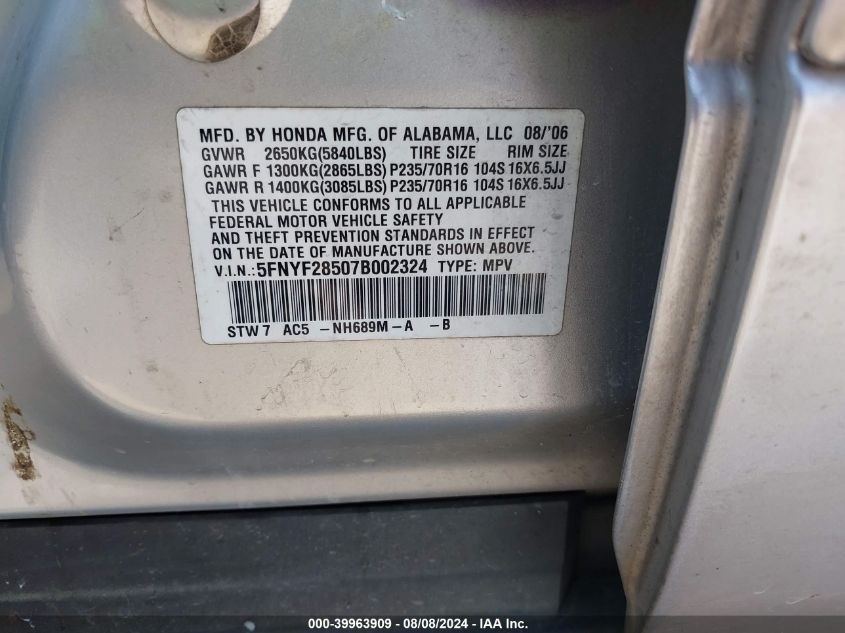 MFD. BY HONDA MFG. OF ALABAMA, LLC 08/'06
GVWR 2650KG(5840LBS) TIRE SIZE RIM SIZE
GAWR F 1300KG(2865LBS) P235/70R16 104S 16X6.5JJ
GAWR R 1400KG(3085LBS) P235/70R16 104S 16X6.5JJ
THIS VEHICLE CONFORMS TO ALL APPLICABLE
FEDERAL MOTOR VEHICLE SAFETY
AND THEFT PREVENTION STANDARDS IN EFFECT
ON THE DATE OF MANUFACTURE SHOWN ABOVE.
V.I.N.:5FNYF28507B002324 TYPE: MPV
STW7 AC5 -NH689M-A -B
000-39963909 - 08/08/2024 - IAA Inc.